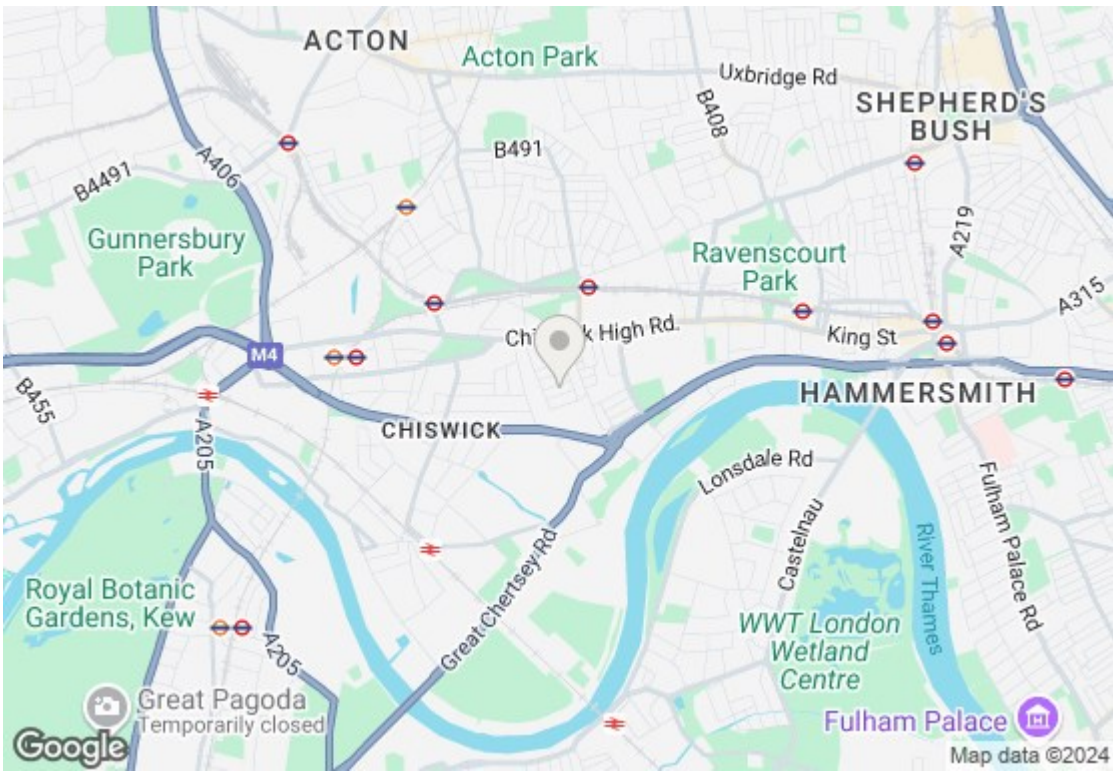 ACTON
Acton Park
Uxbridge Rd
SHEPHERD'S
BUSH
B408
B491
A406
B4491
A219
Gunnersbury
Park
Ravenscourt
Park
A315
Chis k High Rd.
King St
M4
B455
HAMMERSMITH
CHISWICK
A205
Lonsdale Rd
Fulham Palace Rd
Castelnau
River Thames
Great Chertsey Rd
Royal Botanic
Gardens, Kew
A205
WWT London
Wetland
Centre
Great Pagoda
Temporarily closed
Fulham Palace
Google
Map data ©2024